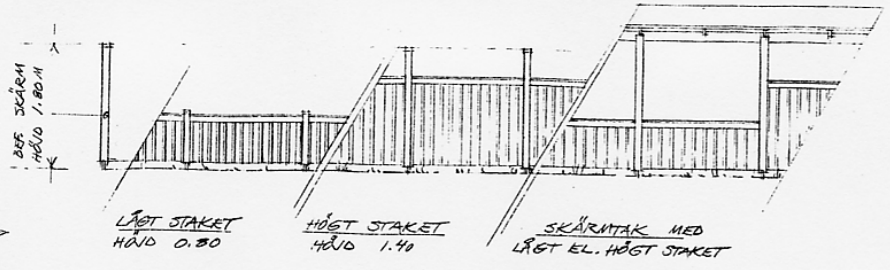 BEF. SKÄRM
HÖJD 1.80 M
LÅGT STAKET
HÖJD 0.80
HÖGT STAKET
HÖJD 1.40
SKÄRMTAK MED
LÅGT EL. HÖGT STAKET